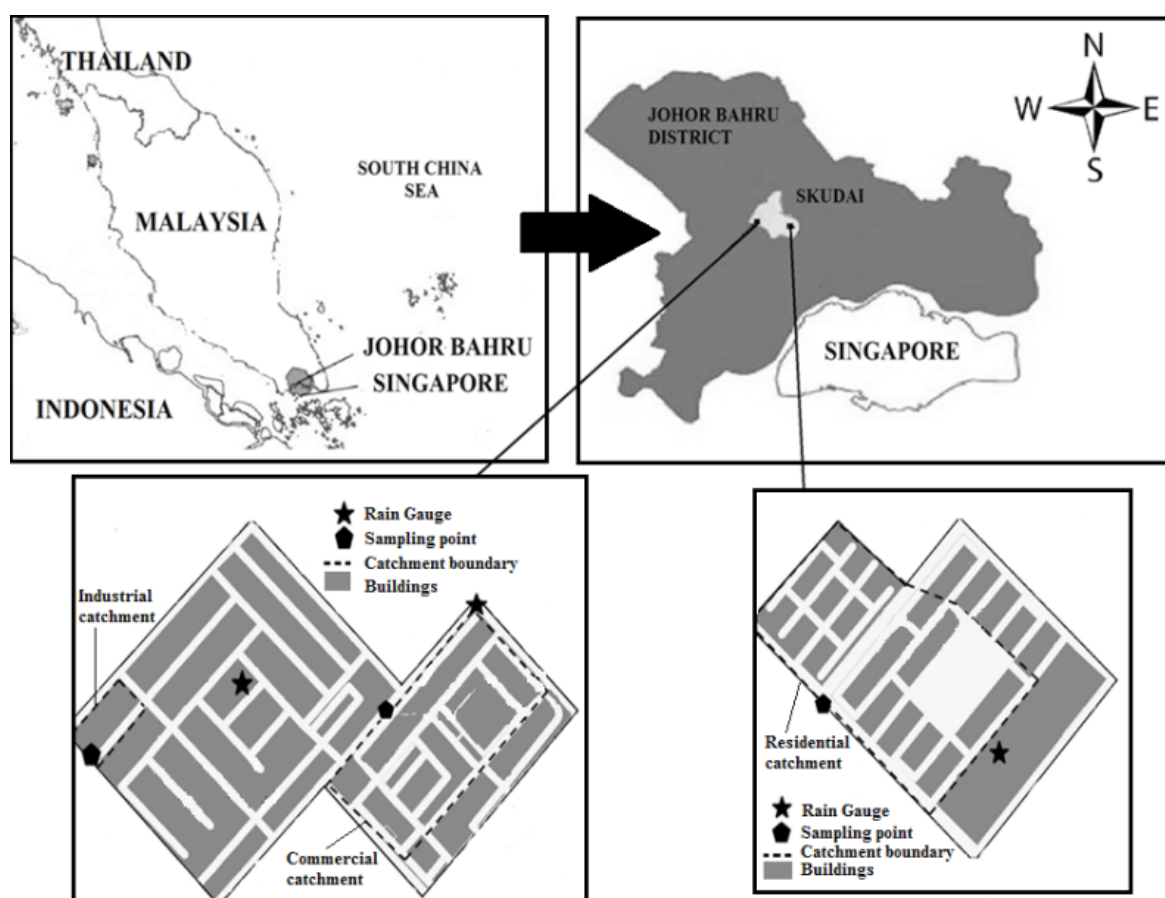 THAILAND
SOUTH CHINA
SEA
MALAYSIA
JOHOR BAHRU
SINGAPORE
INDONESIA
JOHOR BAHRU
DISTRICT
SKUDAI
SINGAPORE
N
W E
S
Rain Gauge
Sampling point
Catchment boundary
Buildings
Industrial
catchment
Commercial
catchment
Residential
catchment
Rain Gauge
Sampling point
Catchment boundary
Buildings